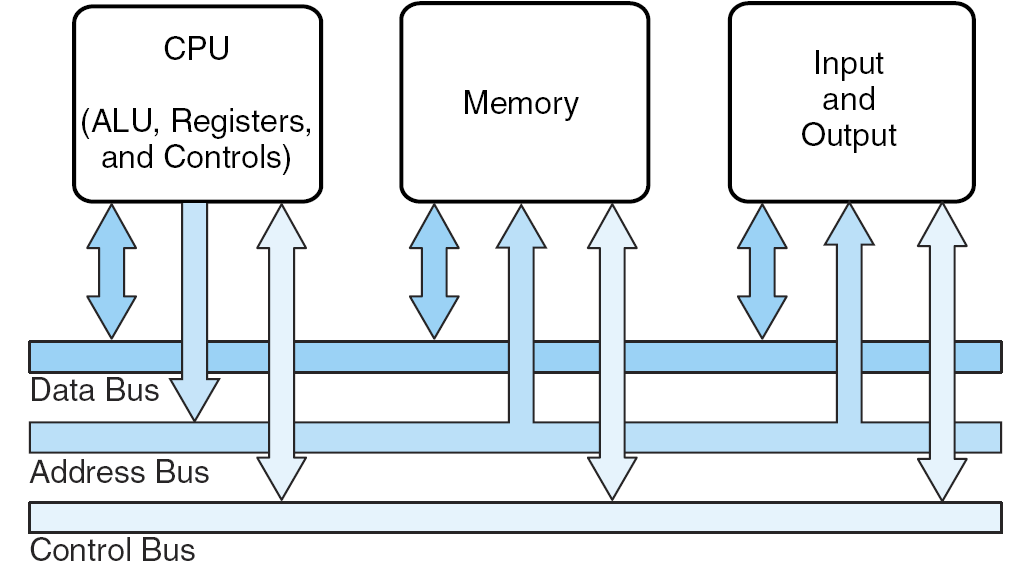 CPU
(ALU, Registers,
and Controls)
Memory
Input
and
Output
Data Bus
Address Bus
Control Bus